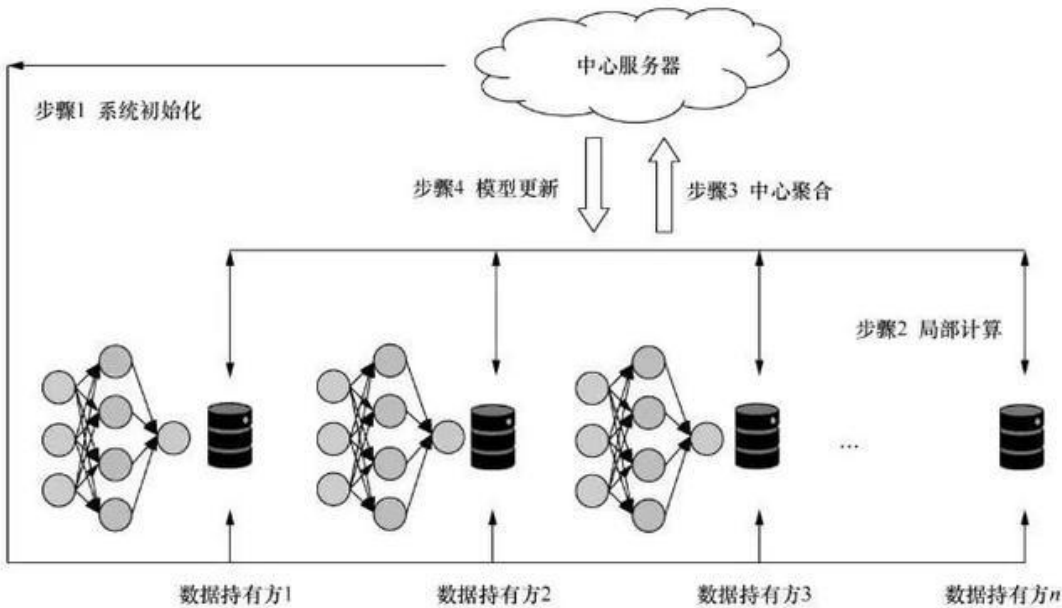 中心服务器
步骤1 系统初始化
步骤4 模型更新
步骤3 中心聚合
步骤2 局部计算
...
数据持有方1
数据持有方2
数据持有方3
数据持有方n